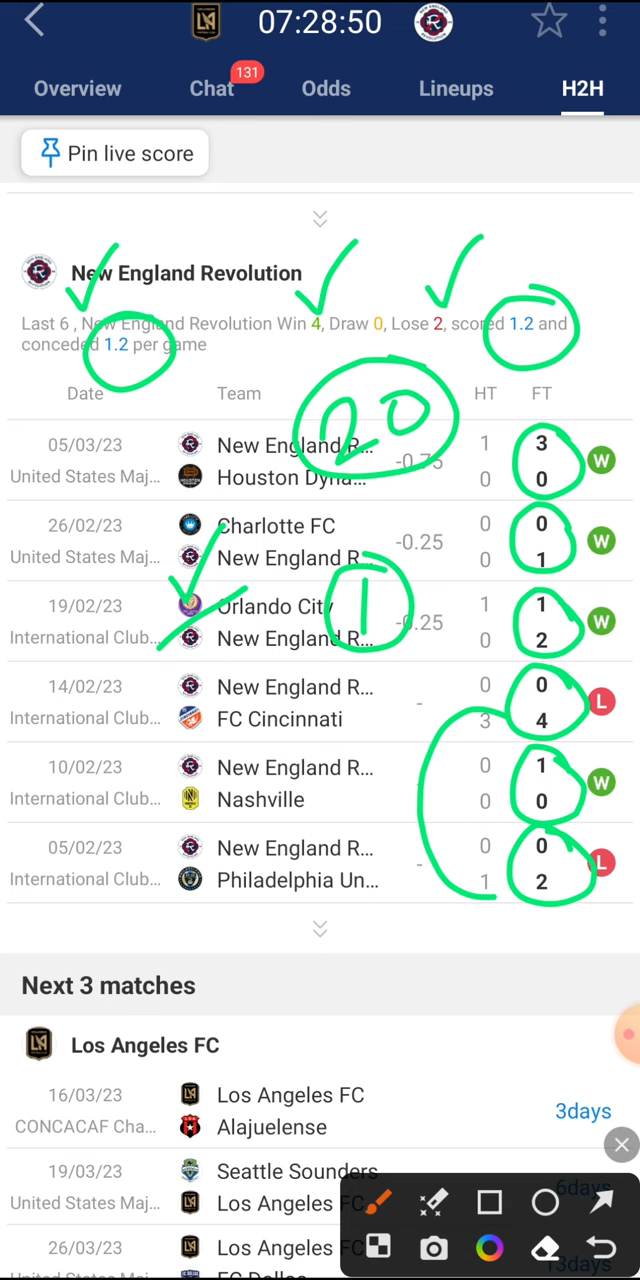 07:28:50
Overview Chat 131 Odds Lineups H2H
Pin live score
New England Revolution
Last 6 , New England Revolution Win 4, Draw 0, Lose 2, scored 1.2 and
conceded 1.2 per game
Date Team HT FT
20
05/03/23 New England R... 1 3
United States Maj... Houston Dyna... -0.75 0 0 W
26/02/23 Charlotte FC 0 0
United States Maj... New England R... -0.25 0 1 W
19/02/23 Orlando City 1 1
International Club... New England R... -0.25 0 2 W
1
14/02/23 New England R... 0 0
International Club... FC Cincinnati - 3 4 L
10/02/23 New England R... 0 1
International Club... Nashville 0 0 W
05/02/23 New England R... 0 0
International Club... Philadelphia Un... - 1 2 L
Next 3 matches
Los Angeles FC
16/03/23 Los Angeles FC
CONCACAF Cha... Alajuelense 3days
19/03/23 Seattle Sounders
United States Maj... Los Angeles FC 6days
26/03/23 Los Angeles FC
United States Maj... FC Dallas 13days